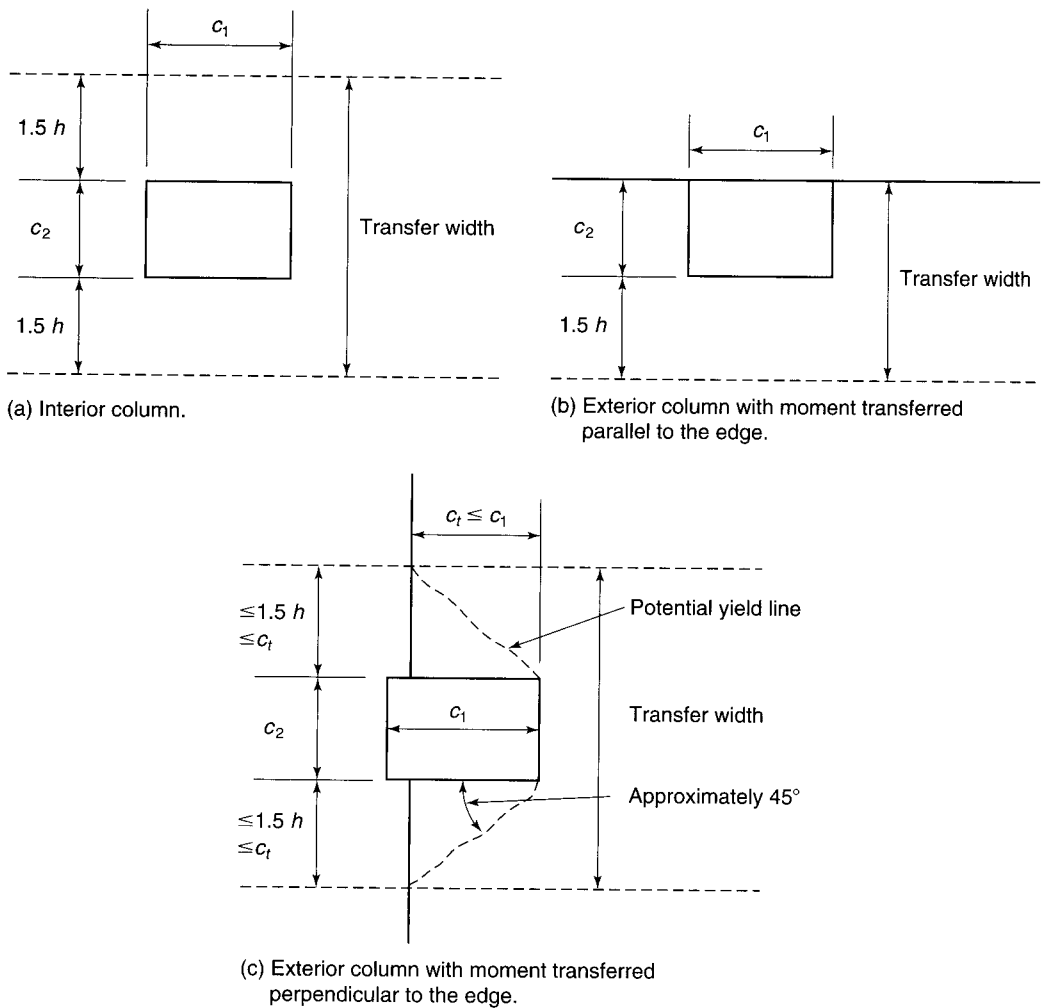 c₁
1.5 h
c₂
Transfer width
1.5 h
(a) Interior column.
c₁
c₂
Transfer width
1.5 h
(b) Exterior column with moment transferred
parallel to the edge.
cₜ ≤ c₁
≤1.5 h
≤cₜ
Potential yield line
c₁
c₂
Transfer width
≤1.5 h
≤cₜ
Approximately 45°
(c) Exterior column with moment transferred
perpendicular to the edge.